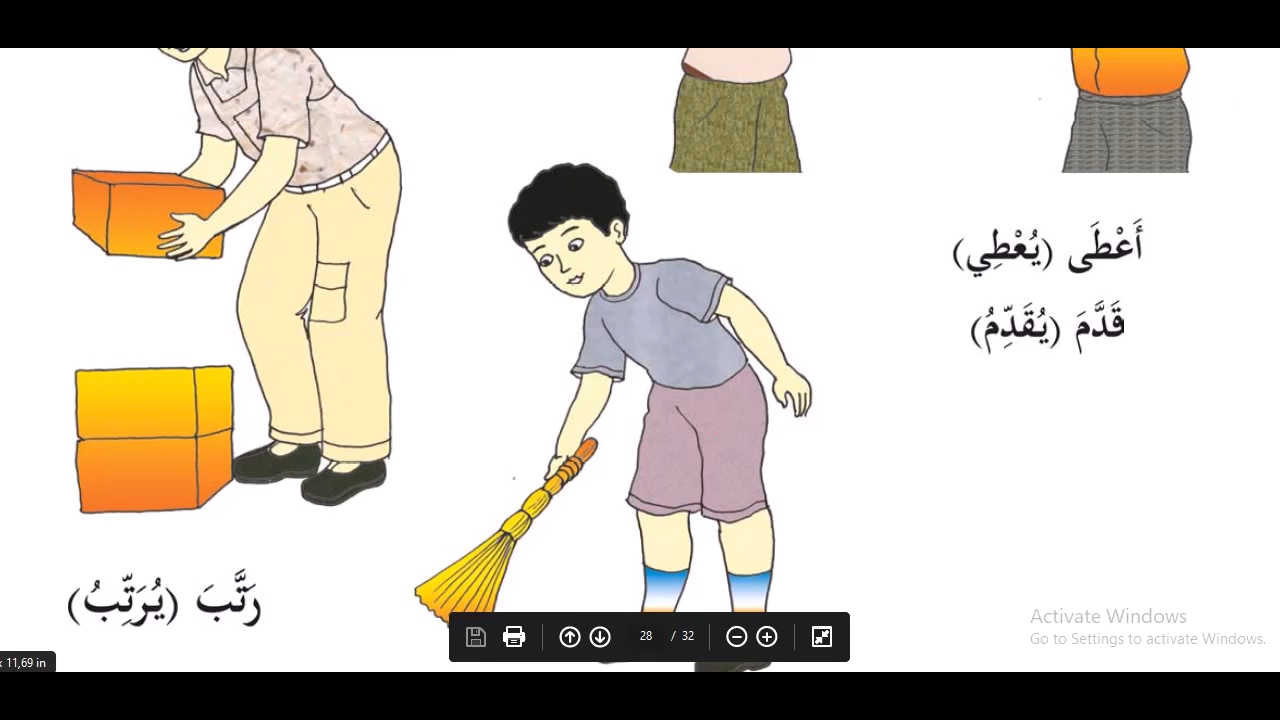 أَعْطَى (يُعْطِي)
قَدَّمَ (يُقَدِّمُ)
رَتَّبَ (يُرَتِّبُ)
28 / 32
Activate Windows
Go to Settings to activate Windows.
x 11,69 in